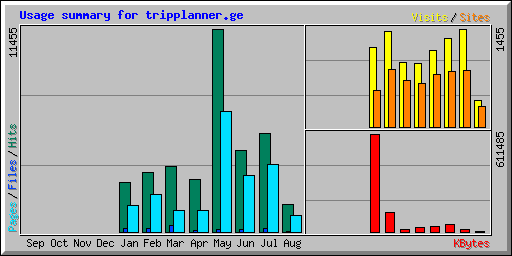 Usage summary for tripplanner.ge
Visits / Sites
11455
1455
Pages / Files / Hits
611485
Sep Oct Nov Dec Jan Feb Mar Apr May Jun Jul Aug
KBytes